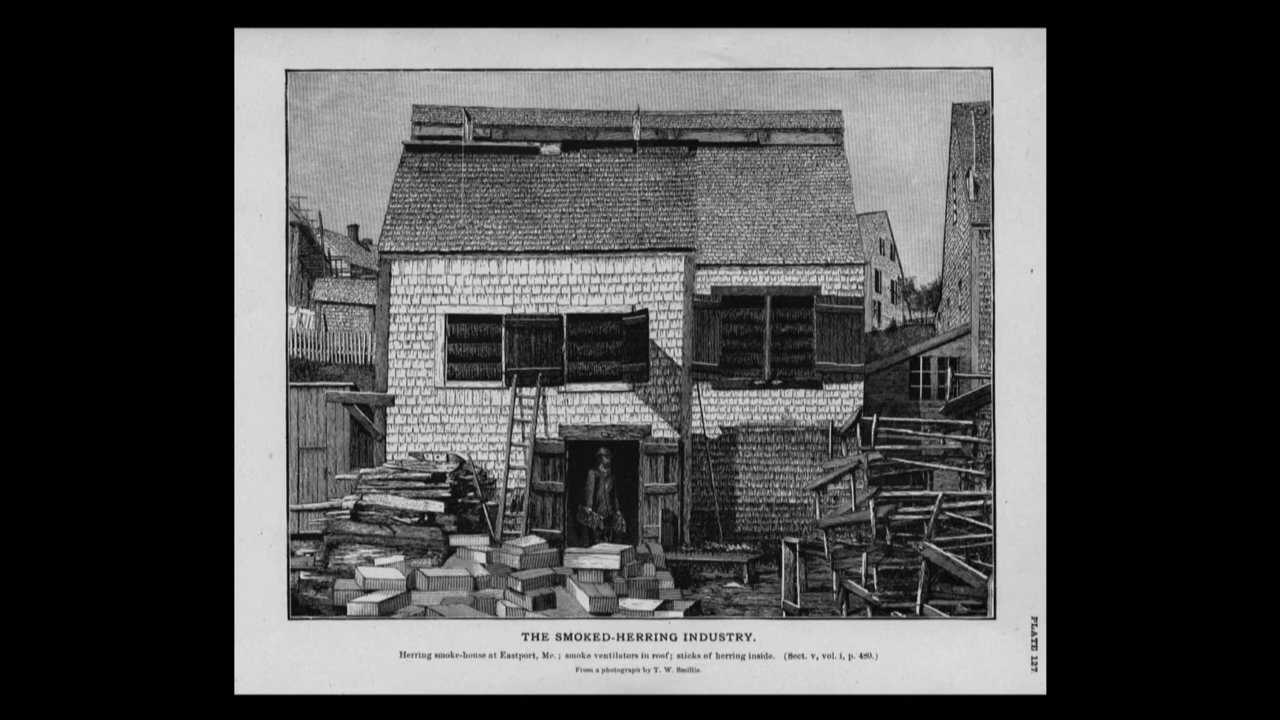 THE SMOKED-HERRING INDUSTRY.
Herring smoke-house at Eastport, Me.; smoke ventilators in roof; sticks of herring inside. (Sect. v, vol. i, p. 480.)
From a photograph by T. W. Smillie.
PLATE 127.